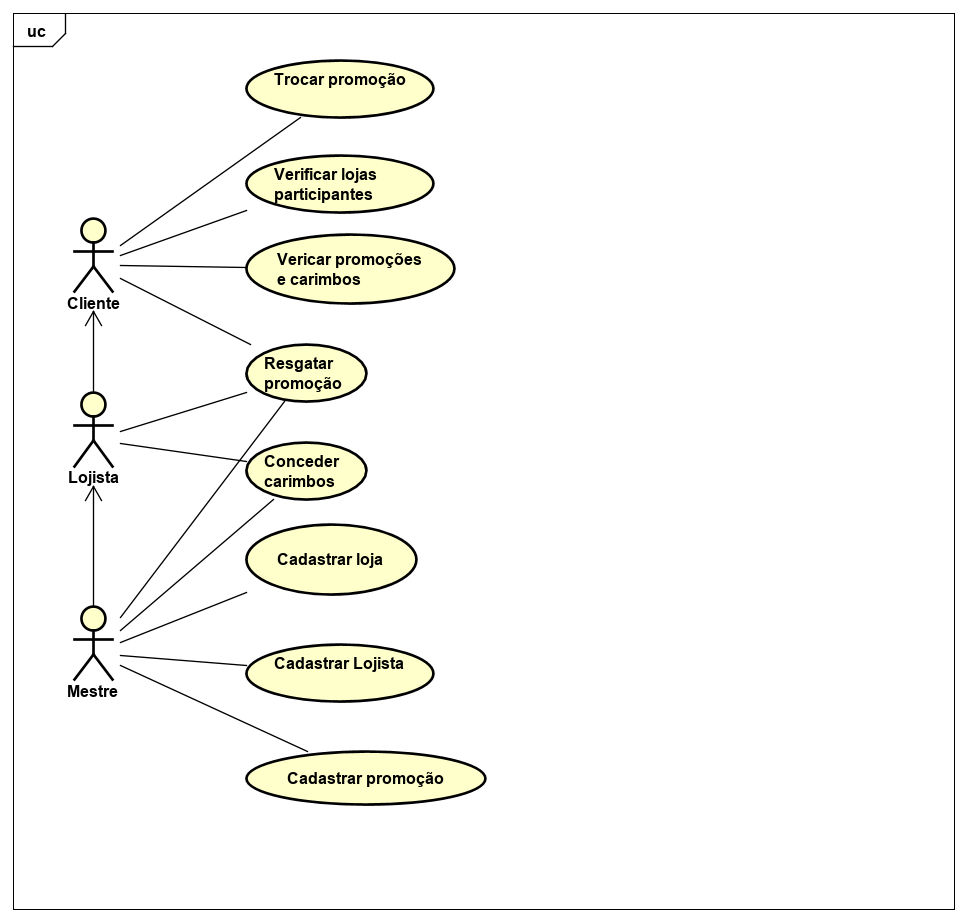 uc
Trocar promoção
Verificar lojas
participantes
Vericar promoções
e carimbos
Cliente
Resgatar
promoção
Lojista
Conceder
carimbos
Cadastrar loja
Cadastrar Lojista
Mestre
Cadastrar promoção